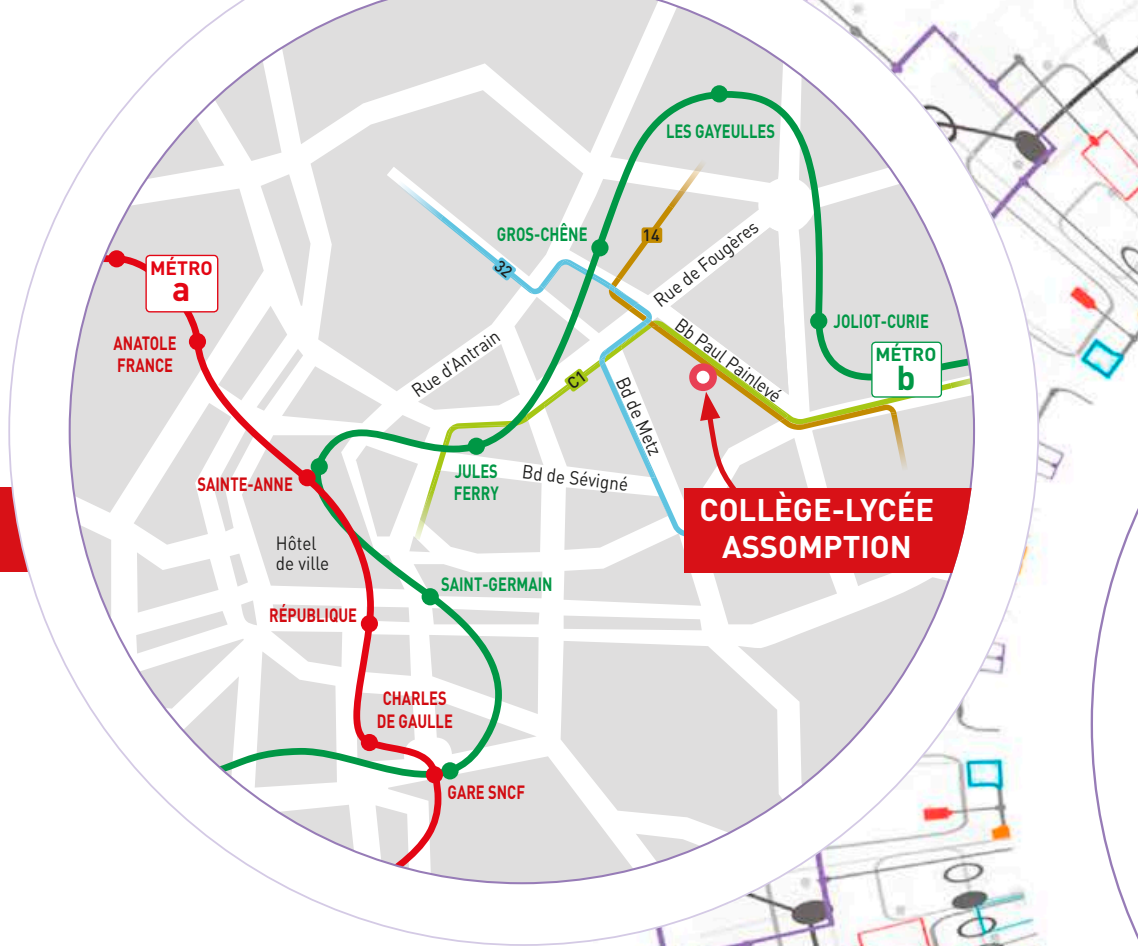 LES GAYEULLES
GROS-CHÊNE
14
Rue de Fougères
32
MÉTRO
a
ANATOLE
FRANCE
JOLIOT-CURIE
Bb Paul Painlevé
MÉTRO
b
Rue d'Antrain
C1
Bd de Metz
SAINTE-ANNE
JULES
FERRY
Bd de Sévigné
COLLÈGE-LYCÉE
ASSOMPTION
Hôtel
de ville
SAINT-GERMAIN
RÉPUBLIQUE
CHARLES
DE GAULLE
GARE SNCF